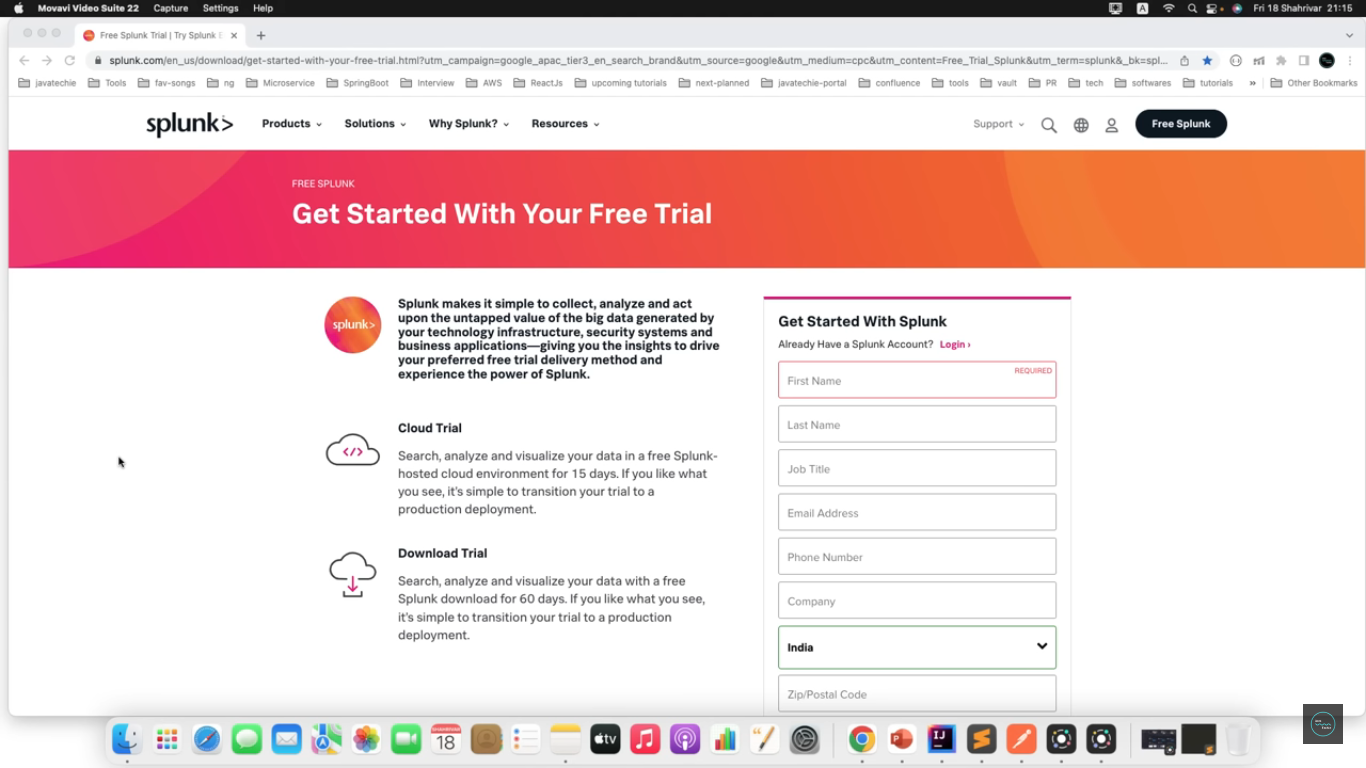 Movavi Video Suite 22 Capture Settings Help
A
Fri 18 Shahrivar 21:15
Free Splunk Trial | Try Splunk
splunk.com/en_us/download/get-started-with-your-free-trial.html?utm_campaign=google_apac_tier3_en_search_brand&utm_source=google&utm_medium=cpc&utm_content=Free_Trial_Splunk&utm_term=splunk&_bk=spl...
javatechie Tools fav-songs ng Microservice SpringBoot Interview AWS ReactJs upcoming tutorials next-planned javatechie-portal confluence tools vault PR tech softwares tutorials » Other Bookmarks
splunk> Products Solutions Why Splunk? Resources Support Free Splunk
FREE SPLUNK
Get Started With Your Free Trial
splunk>
Splunk makes it simple to collect, analyze and act
upon the untapped value of the big data generated by
your technology infrastructure, security systems and
business applications—giving you the insights to drive
your preferred free trial delivery method and
experience the power of Splunk.
Cloud Trial
</>
Search, analyze and visualize your data in a free Splunk-
hosted cloud environment for 15 days. If you like what
you see, it's simple to transition your trial to a
production deployment.
Download Trial
Search, analyze and visualize your data with a free
Splunk download for 60 days. If you like what you see,
it's simple to transition your trial to a production
deployment.
Get Started With Splunk
Already Have a Splunk Account? Login ›
First Name REQUIRED
Last Name
Job Title
Email Address
Phone Number
Company
India
Zip/Postal Code
18
tv
P
IJ